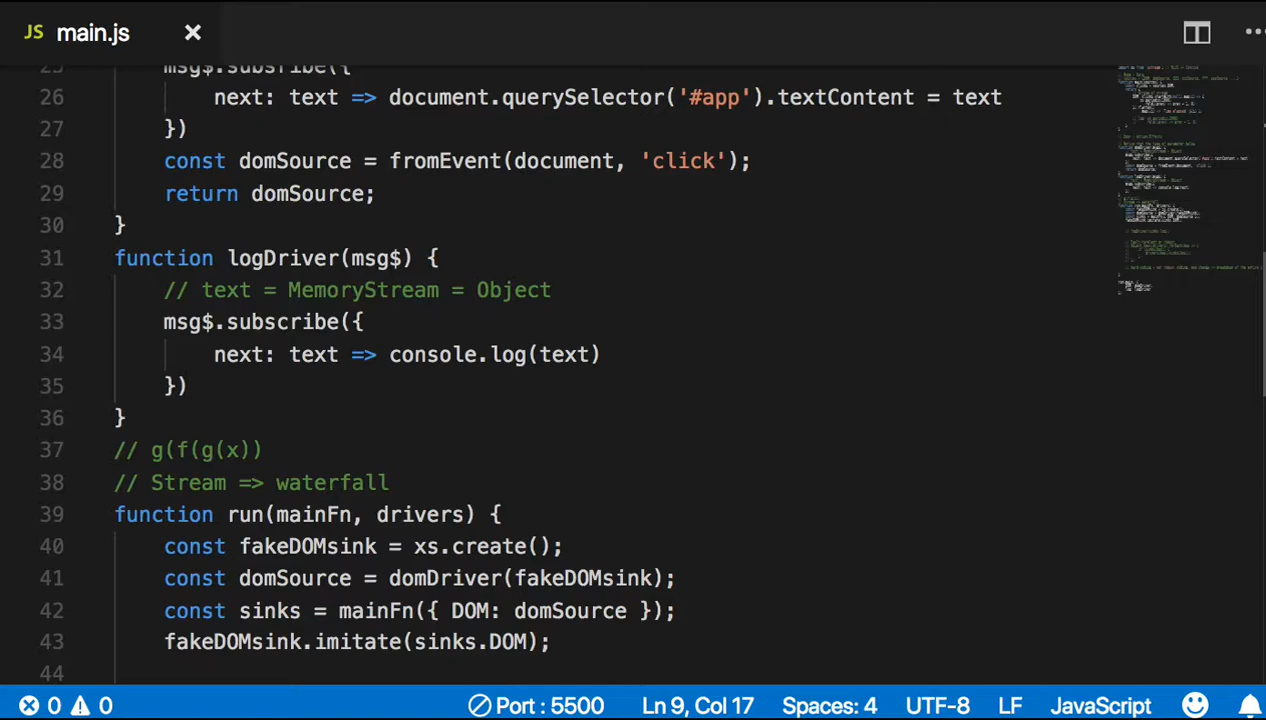 JS main.js ×
25 msg$.subsribe({
26 next: text => document.querySelector('#app').textContent = text
27 })
28 const domSource = fromEvent(document, 'click');
29 return domSource;
30 }
31 function logDriver(msg$) {
32 // text = MemoryStream = Object
33 msg$.subscribe({
34 next: text => console.log(text)
35 })
36 }
37 // g(f(g(x))
38 // Stream => waterfall
39 function run(mainFn, drivers) {
40 const fakeDOMsink = xs.create();
41 const domSource = domDriver(fakeDOMsink);
42 const sinks = mainFn({ DOM: domSource });
43 fakeDOMsink.imitate(sinks.DOM);
44
0 0 Port : 5500 Ln 9, Col 17 Spaces: 4 UTF-8 LF JavaScript